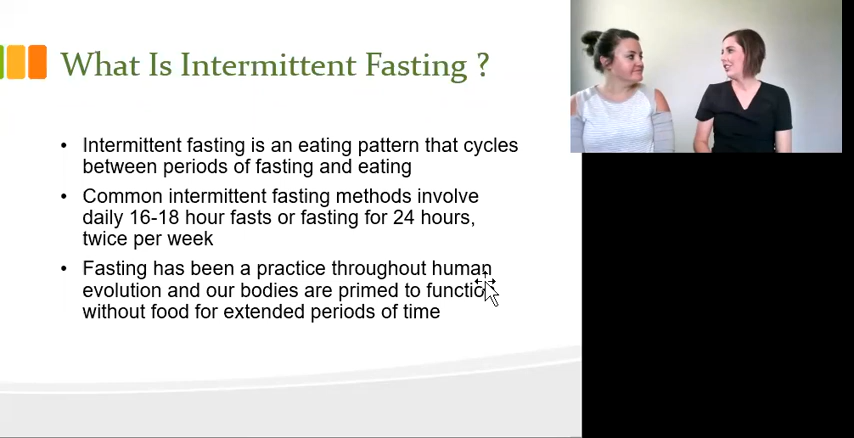 What Is Intermittent Fasting ?
• Intermittent fasting is an eating pattern that cycles
between periods of fasting and eating
• Common intermittent fasting methods involve
daily 16-18 hour fasts or fasting for 24 hours,
twice per week
• Fasting has been a practice throughout human
evolution and our bodies are primed to function
without food for extended periods of time